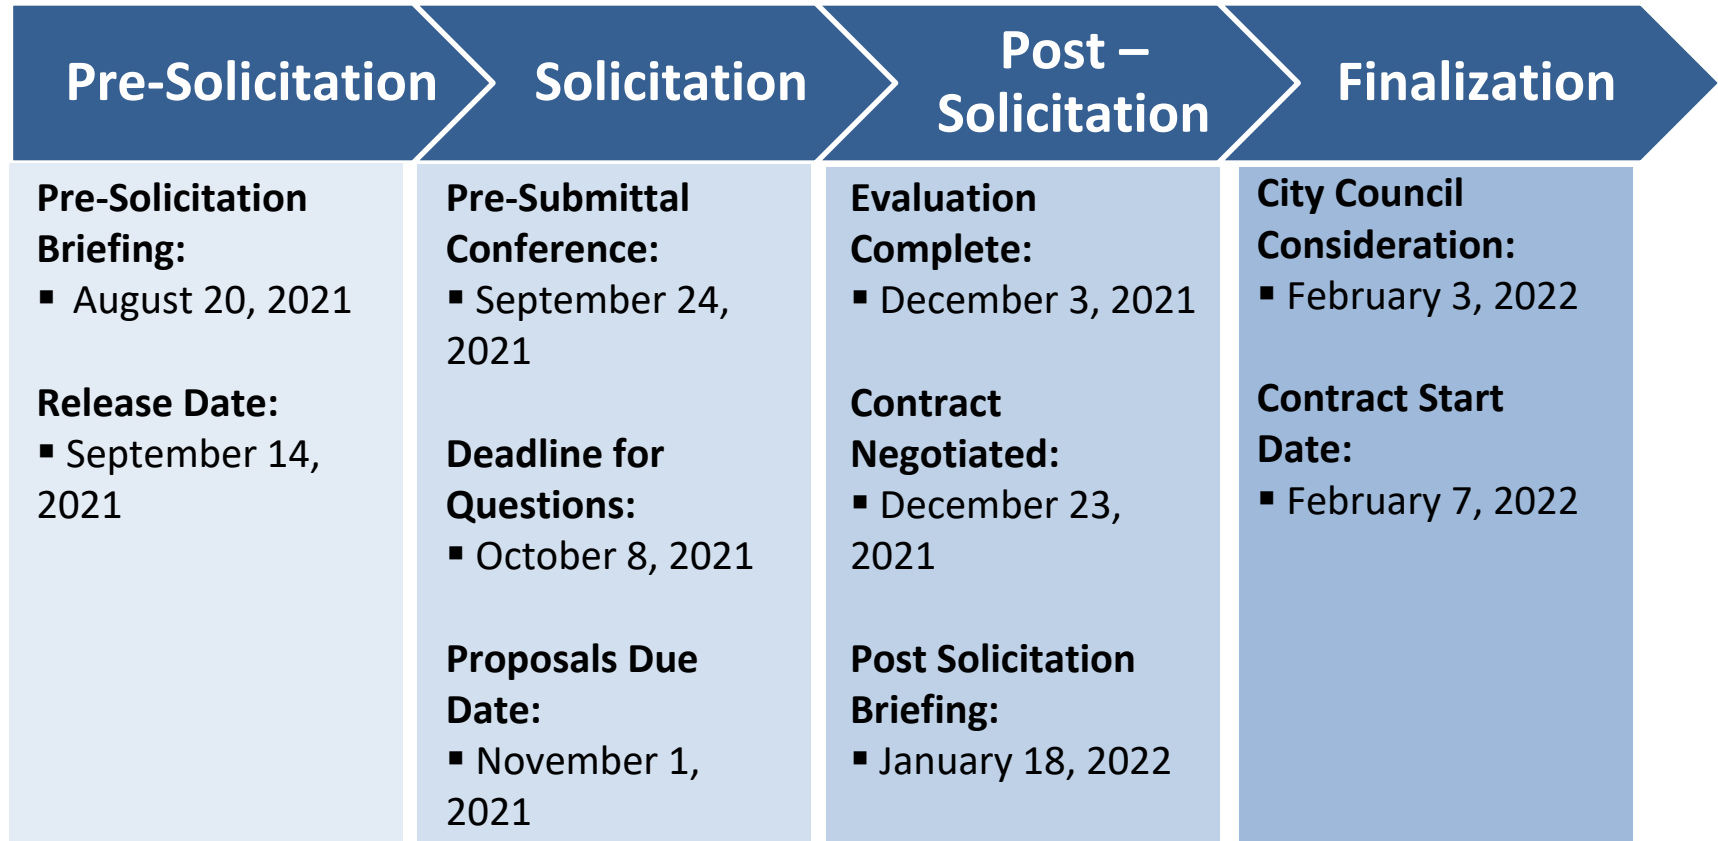 Pre-Solicitation
Solicitation
Post –
Solicitation
Finalization
Pre-Solicitation
Briefing:
▪ August 20, 2021
Release Date:
▪ September 14,
2021
Pre-Submittal
Conference:
▪ September 24,
2021
Deadline for
Questions:
▪ October 8, 2021
Proposals Due
Date:
▪ November 1,
2021
Evaluation
Complete:
▪ December 3, 2021
Contract
Negotiated:
▪ December 23,
2021
Post Solicitation
Briefing:
▪ January 18, 2022
City Council
Consideration:
▪ February 3, 2022
Contract Start
Date:
▪ February 7, 2022